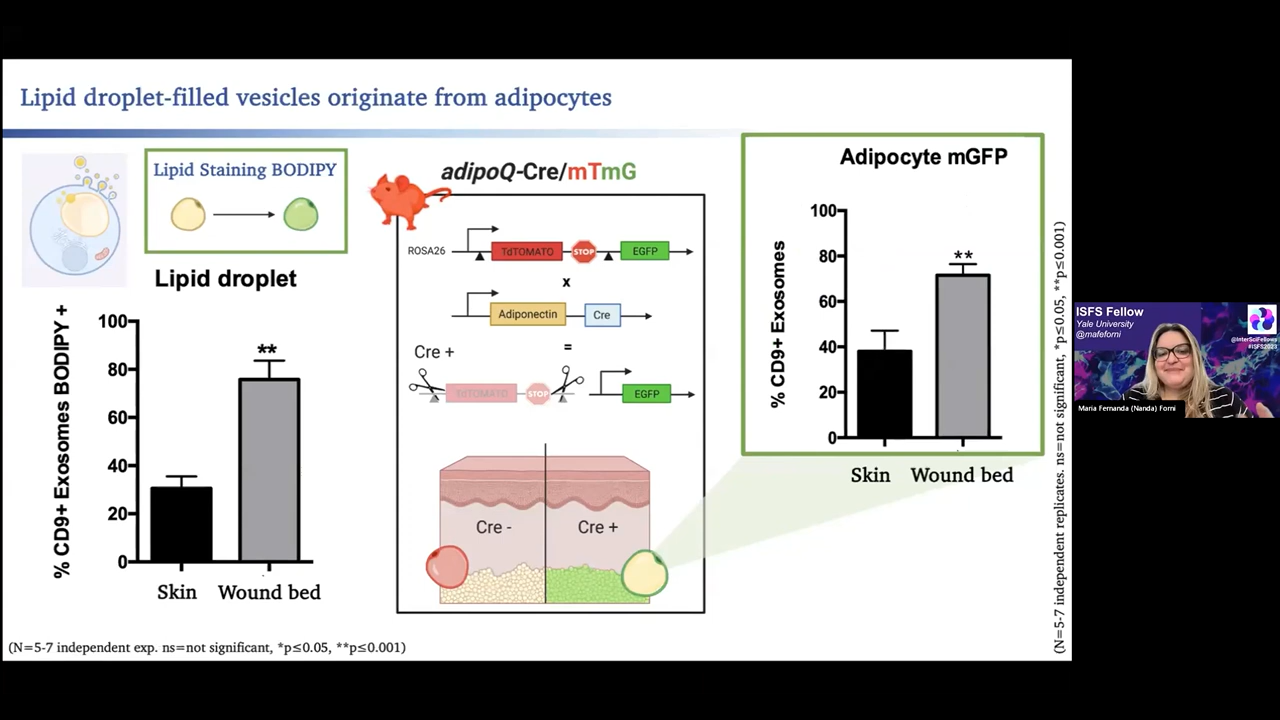 Lipid droplet-filled vesicles originate from adipocytes
Lipid Staining BODIPY
Lipid droplet
% CD9+ Exosomes BODIPY +
100
80
60
40
20
0
**
Skin
Wound bed
adipoQ-Cre/mTmG
ROSA26
TdTOMATO
STOP
EGFP
x
Adiponectin
Cre
=
Cre +
TdTOMATO
STOP
EGFP
Cre -
Cre +
Adipocyte mGFP
% CD9+ Exosomes
100
80
60
40
20
0
**
Skin
Wound bed
(N=5-7 independent replicates. ns=not significant, *p≤0.05, **p≤0.001)
(N=5-7 independent exp. ns=not significant, *p≤0.05, **p≤0.001)
ISFS Fellow
Yale University
@mafeforni
@InterSciFellows
#ISFS2023
Maria Fernanda (Nanda) Forni